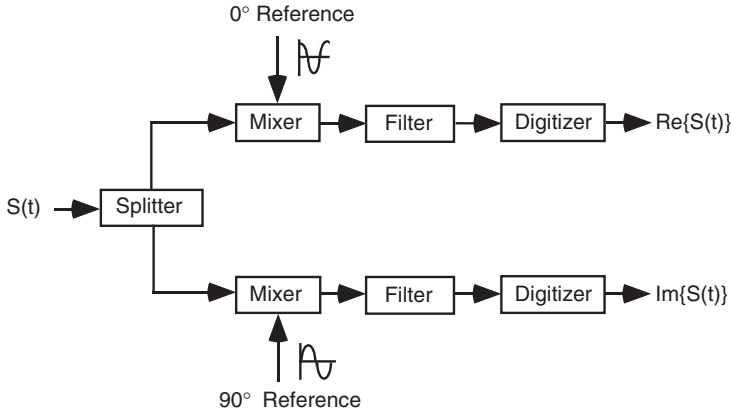 0° Reference
Mixer
Filter
Digitizer
Re{S(t)}
S(t)
Splitter
Mixer
Filter
Digitizer
Im{S(t)}
90° Reference